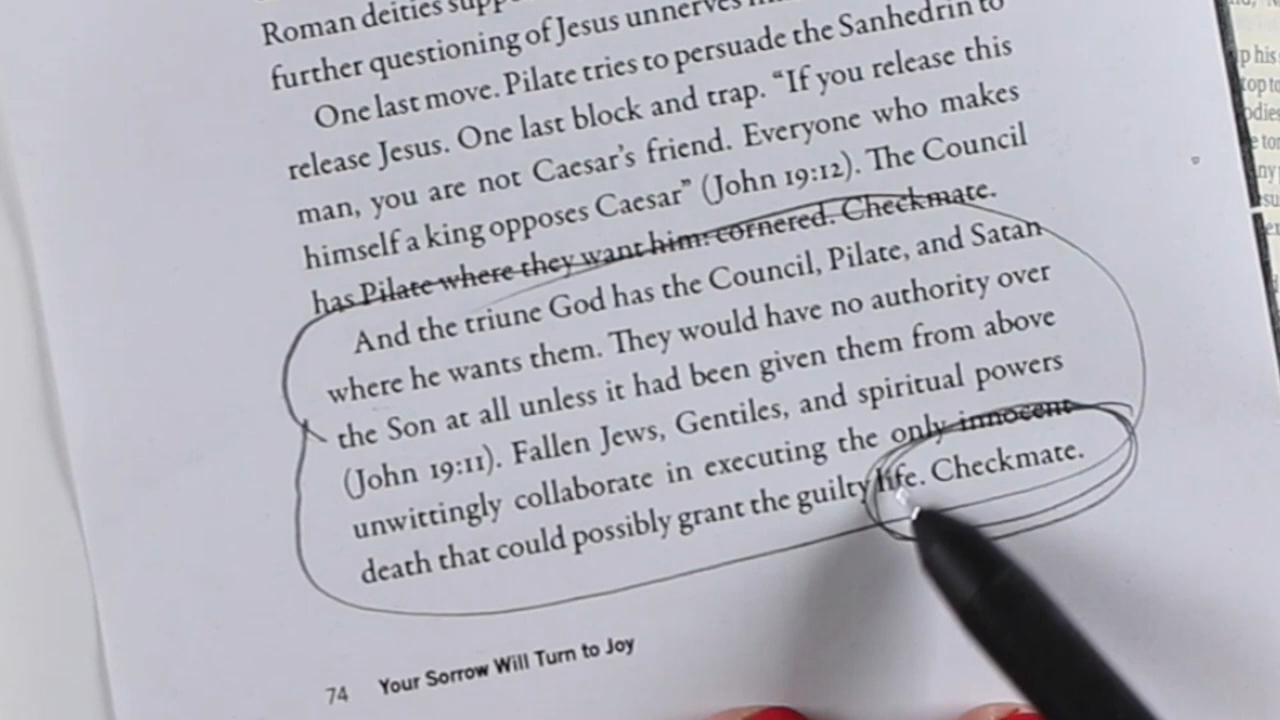 Roman deities
further questioning of Jesus unnerves
One last move. Pilate tries to persuade the Sanhedrin to
release Jesus. One last block and trap. “If you release this
man, you are not Caesar’s friend. Everyone who makes
himself a king opposes Caesar” (John 19:12). The Council
has Pilate where they want him: cornered. Checkmate.
And the triune God has the Council, Pilate, and Satan
where he wants them. They would have no authority over
the Son at all unless it had been given them from above
(John 19:11). Fallen Jews, Gentiles, and spiritual powers
unwittingly collaborate in executing the only innocent
death that could possibly grant the guilty life. Checkmate.
74 Your Sorrow Will Turn to Joy